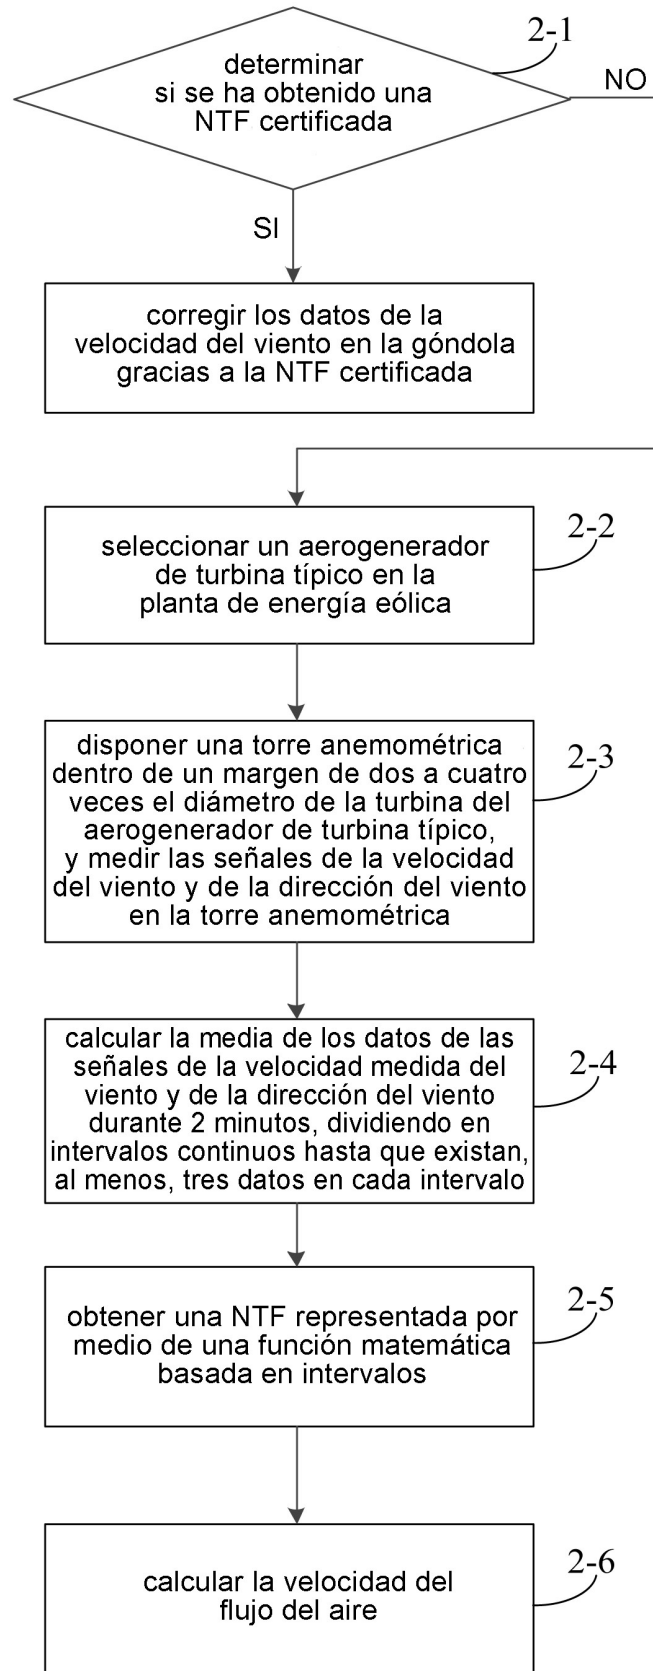 2-1
determinar
si se ha obtenido una
NTF certificada
NO
SI
corregir los datos de la
velocidad del viento en la góndola
gracias a la NTF certificada
2-2
seleccionar un aerogenerador
de turbina típico en la
planta de energía eólica
2-3
disponer una torre anemométrica
dentro de un margen de dos a cuatro
veces el diámetro de la turbina del
aerogenerador de turbina típico,
y medir las señales de la velocidad
del viento y de la dirección del viento
en la torre anemométrica
2-4
calcular la media de los datos de las
señales de la velocidad medida del
viento y de la dirección del viento
durante 2 minutos, dividiendo en
intervalos continuos hasta que existan,
al menos, tres datos en cada intervalo
2-5
obtener una NTF representada por
medio de una función matemática
basada en intervalos
2-6
calcular la velocidad del
flujo del aire